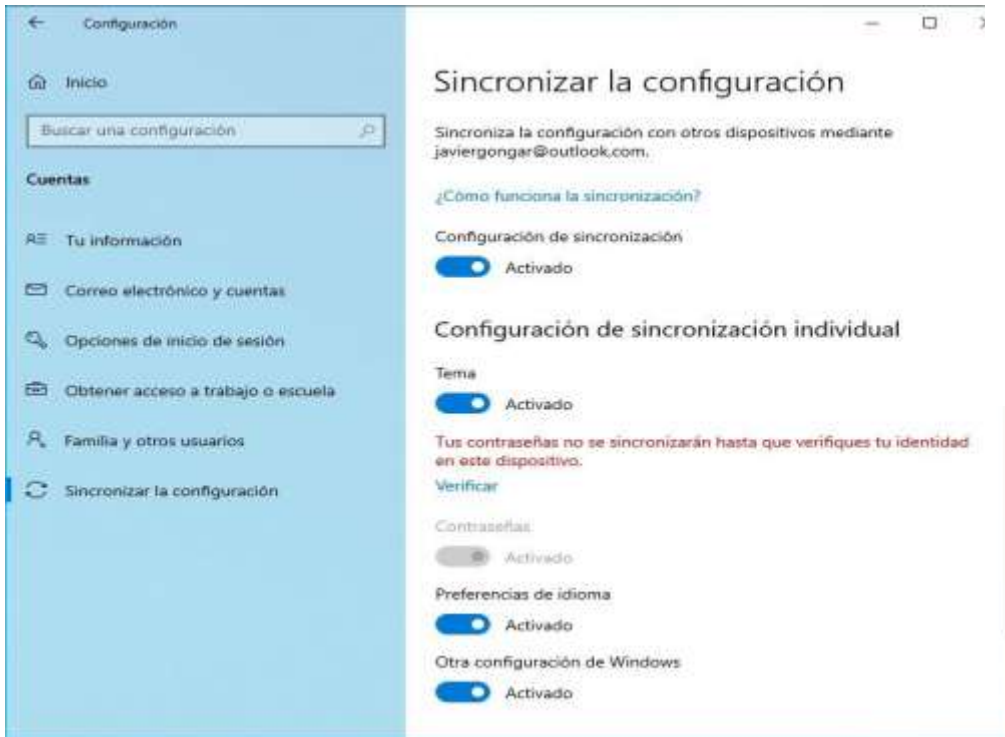 Configuración
Inicio
Buscar una configuración
Cuentas
Tu información
Correo electrónico y cuentas
Opciones de inicio de sesión
Obtener acceso a trabajo o escuela
Familia y otros usuarios
Sincronizar la configuración
Sincronizar la configuración
Sincroniza la configuración con otros dispositivos mediante
javiergongar@outlook.com.
¿Cómo funciona la sincronización?
Configuración de sincronización
Activado
Configuración de sincronización individual
Tema
Activado
Tus contraseñas no se sincronizarán hasta que verifiques tu identidad
en este dispositivo.
Verificar
Contraseñas
Activado
Preferencias de idioma
Activado
Otra configuración de Windows
Activado